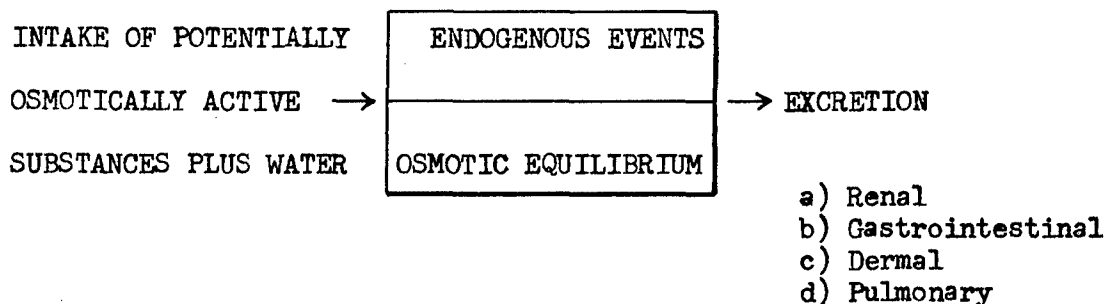 INTAKE OF POTENTIALLY
OSMOTICALLY ACTIVE →
SUBSTANCES PLUS WATER
ENDOGENOUS EVENTS
OSMOTIC EQUILIBRIUM
→ EXCRETION
a) Renal
b) Gastrointestinal
c) Dermal
d) Pulmonary